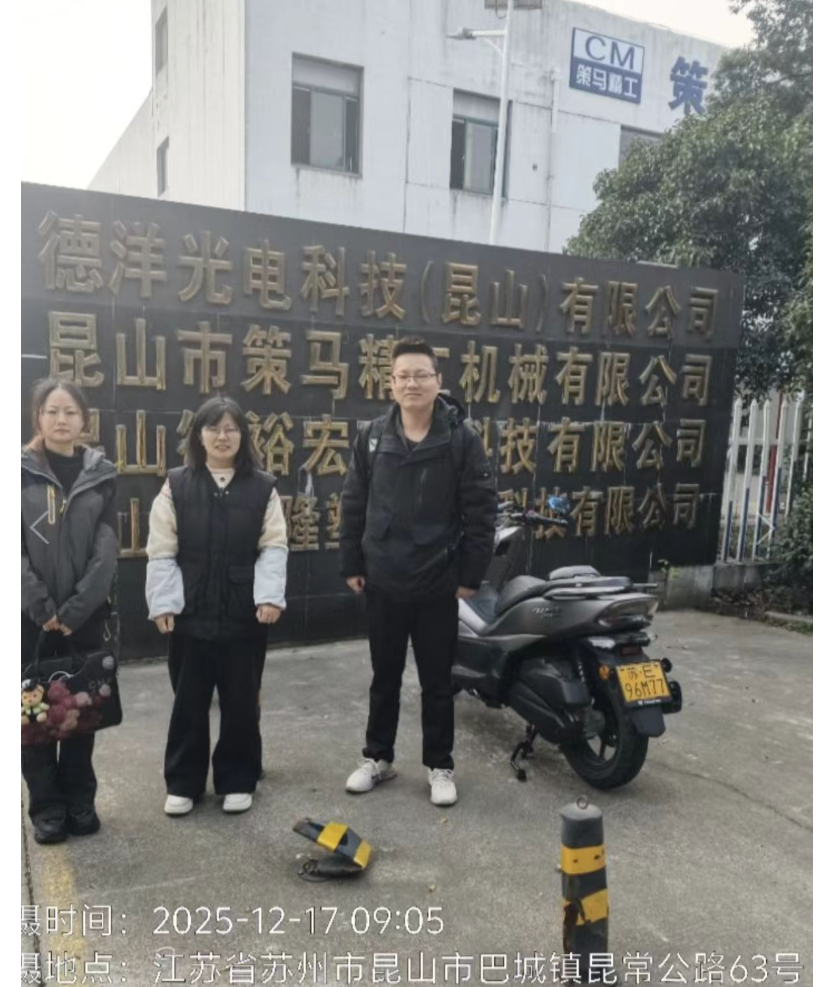 CM
策马精工
策
德洋光电科技(昆山)有限公司
昆山市策马精工机械有限公司
昆山 裕宏 科技有限公司
山 隆 科技有限公司
苏·E
96M77
摄时间：2025-12-17 09:05
摄地点：江苏省苏州市昆山市巴城镇昆常公路63号